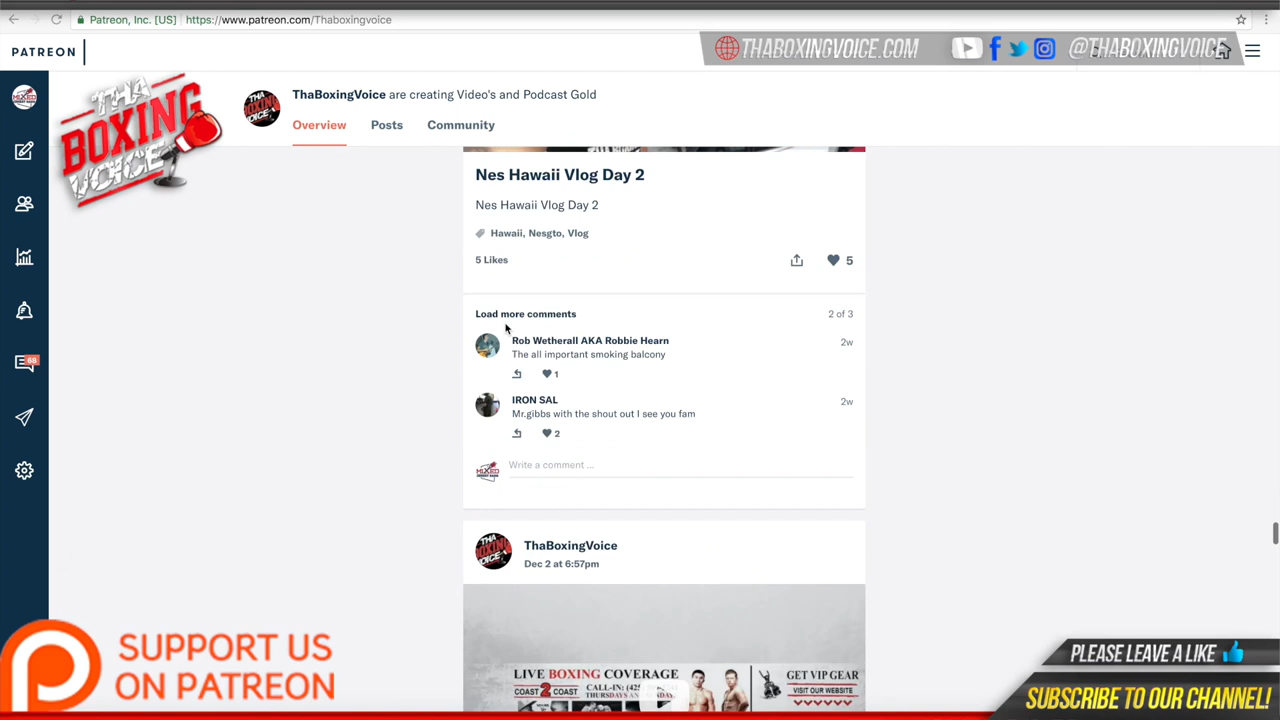 Patreon, Inc. [US]
https://www.patreon.com/Thaboxingvoice
PATREON
THABOXINGVOICE.COM
@THABOXINGVOICE
THA BOXING VOICE
ThaBoxingVoice are creating Video's and Podcast Gold
Overview Posts Community
Nes Hawaii Vlog Day 2
Nes Hawaii Vlog Day 2
Hawaii, Nesgto, Vlog
5 Likes
5
Load more comments
2 of 3
Rob Wetherall AKA Robbie Hearn
2w
The all important smoking balcony
1
IRON SAL
2w
Mr.gibbs with the shout out I see you fam
2
68
Write a comment ...
ThaBoxingVoice
Dec 2 at 6:57pm
LIVE BOXING COVERAGE
COAST 2 COAST
CALL-IN: (42
THURSDAYS
GET VIP GEAR
VISIT OUR WEBSITE
SUPPORT US
ON PATREON
PLEASE LEAVE A LIKE
SUBSCRIBE TO OUR CHANNEL!